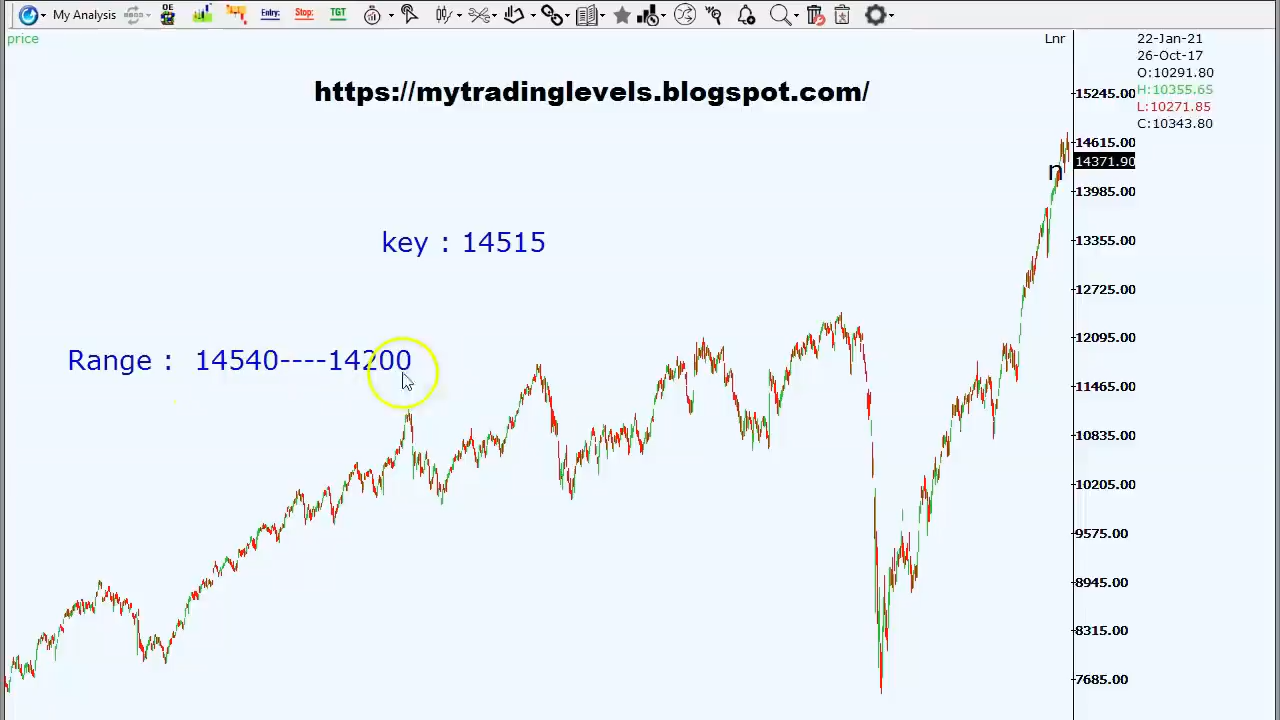 My Analysis
OE
Entry:
Stop:
TGT
price
Lnr
22-Jan-21
26-Oct-17
O:10291.80
H:10355.65
L:10271.85
C:10343.80
https://mytradinglevels.blogspot.com/
15245.00
14615.00
14371.90
n
13985.00
key : 14515
13355.00
12725.00
12095.00
Range : 14540----14200
11465.00
10835.00
10205.00
9575.00
8945.00
8315.00
7685.00